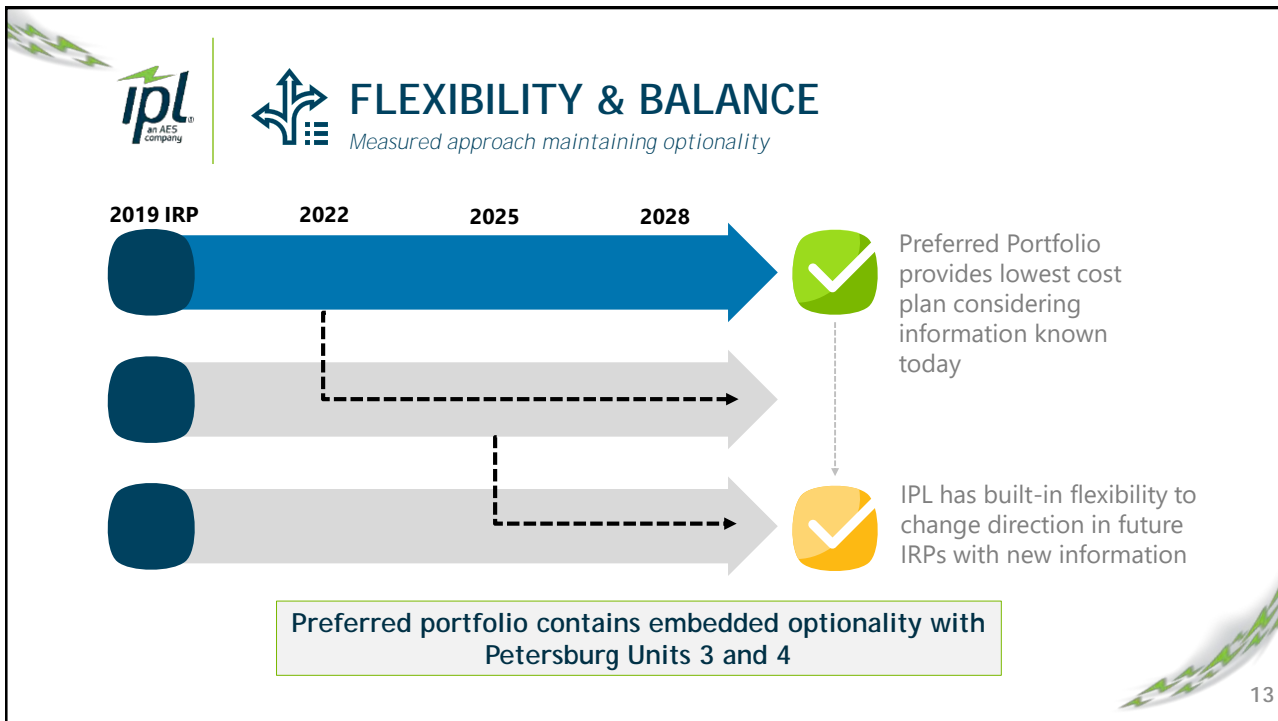 ipl
an AES
company
FLEXIBILITY & BALANCE
Measured approach maintaining optionality
2019 IRP 2022 2025 2028
Preferred Portfolio
provides lowest cost
plan considering
information known
today
IPL has built-in flexibility to
change direction in future
IRPs with new information
Preferred portfolio contains embedded optionality with
Petersburg Units 3 and 4
13